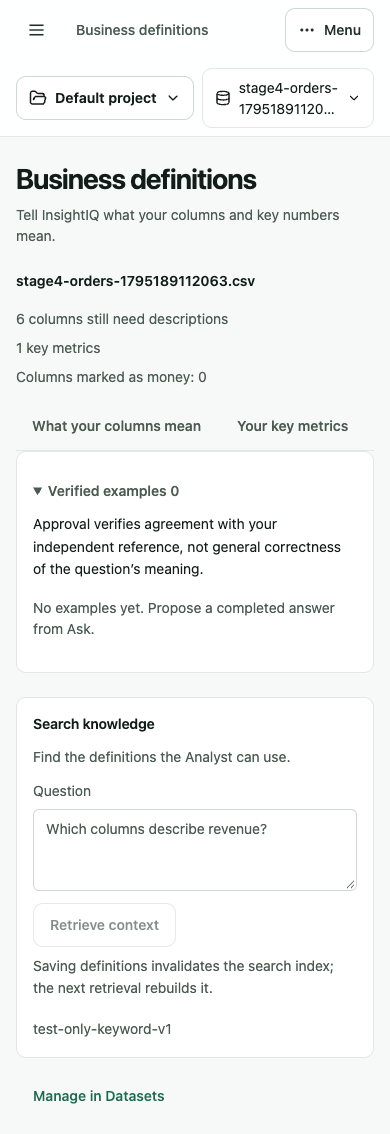 Business definitions
Menu
Default project
stage4-orders-
17951891120...
Business definitions
Tell InsightIQ what your columns and key numbers
mean.
stage4-orders-1795189112063.csv
6 columns still need descriptions
1 key metrics
Columns marked as money: 0
What your columns mean
Your key metrics
Verified examples 0
Approval verifies agreement with your
independent reference, not general correctness
of the question’s meaning.
No examples yet. Propose a completed answer
from Ask.
Search knowledge
Find the definitions the Analyst can use.
Question
Which columns describe revenue?
Retrieve context
Saving definitions invalidates the search index;
the next retrieval rebuilds it.
test-only-keyword-v1
Manage in Datasets